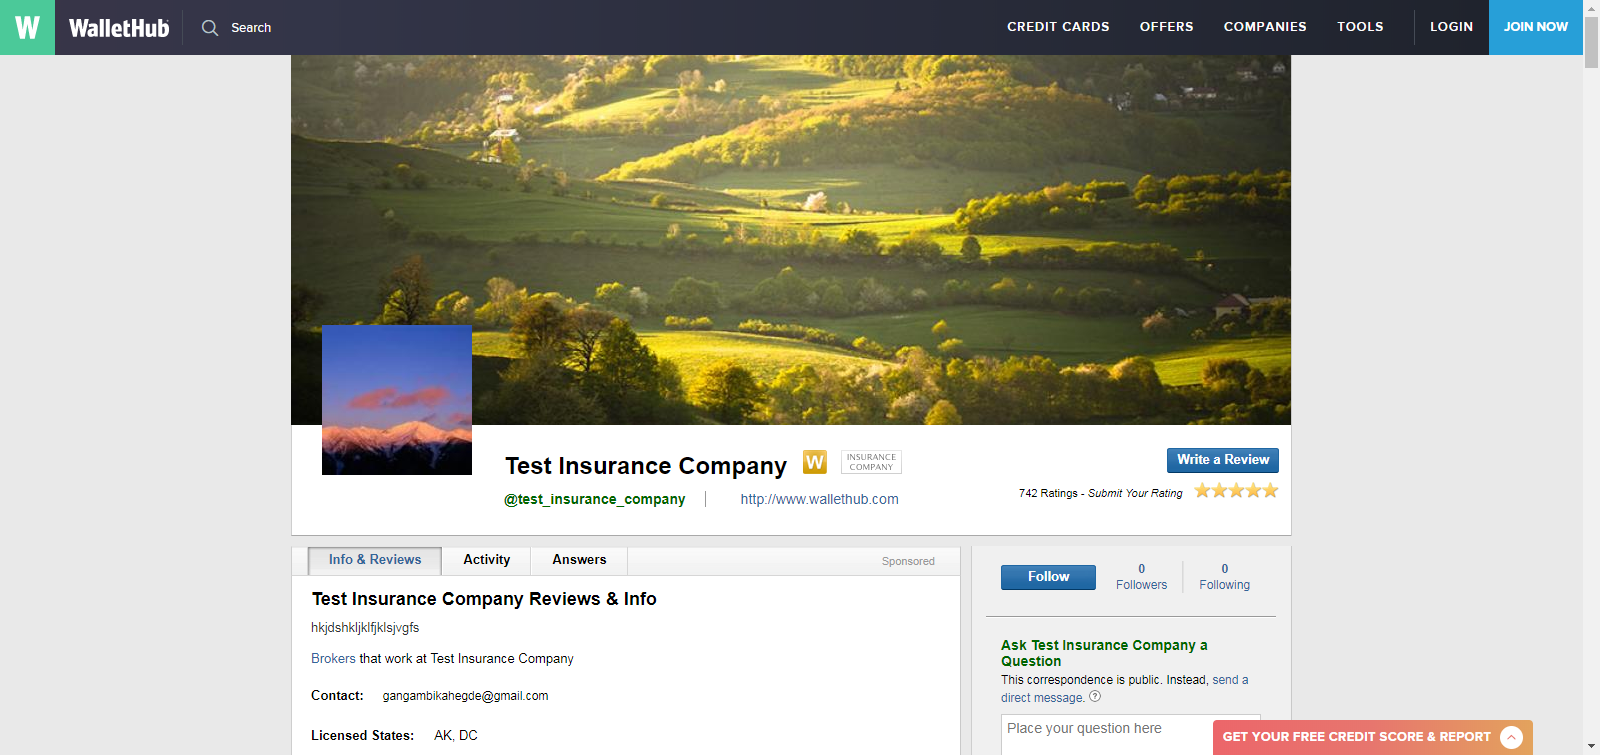 W WalletHub Search CREDIT CARDS OFFERS COMPANIES TOOLS LOGIN JOIN NOW
Test Insurance Company W INSURANCE
COMPANY
Write a Review
@test_insurance_company http://www.wallethub.com
742 Ratings - Submit Your Rating
Info & Reviews Activity Answers Sponsored
Test Insurance Company Reviews & Info
hkjdshkljklfjklsjvgfs
Brokers that work at Test Insurance Company
Contact: gangambikahegde@gmail.com
Licensed States: AK, DC
Follow
0
Followers
0
Following
Ask Test Insurance Company a
Question
This correspondence is public. Instead, send a
direct message. ?
Place your question here
GET YOUR FREE CREDIT SCORE & REPORT